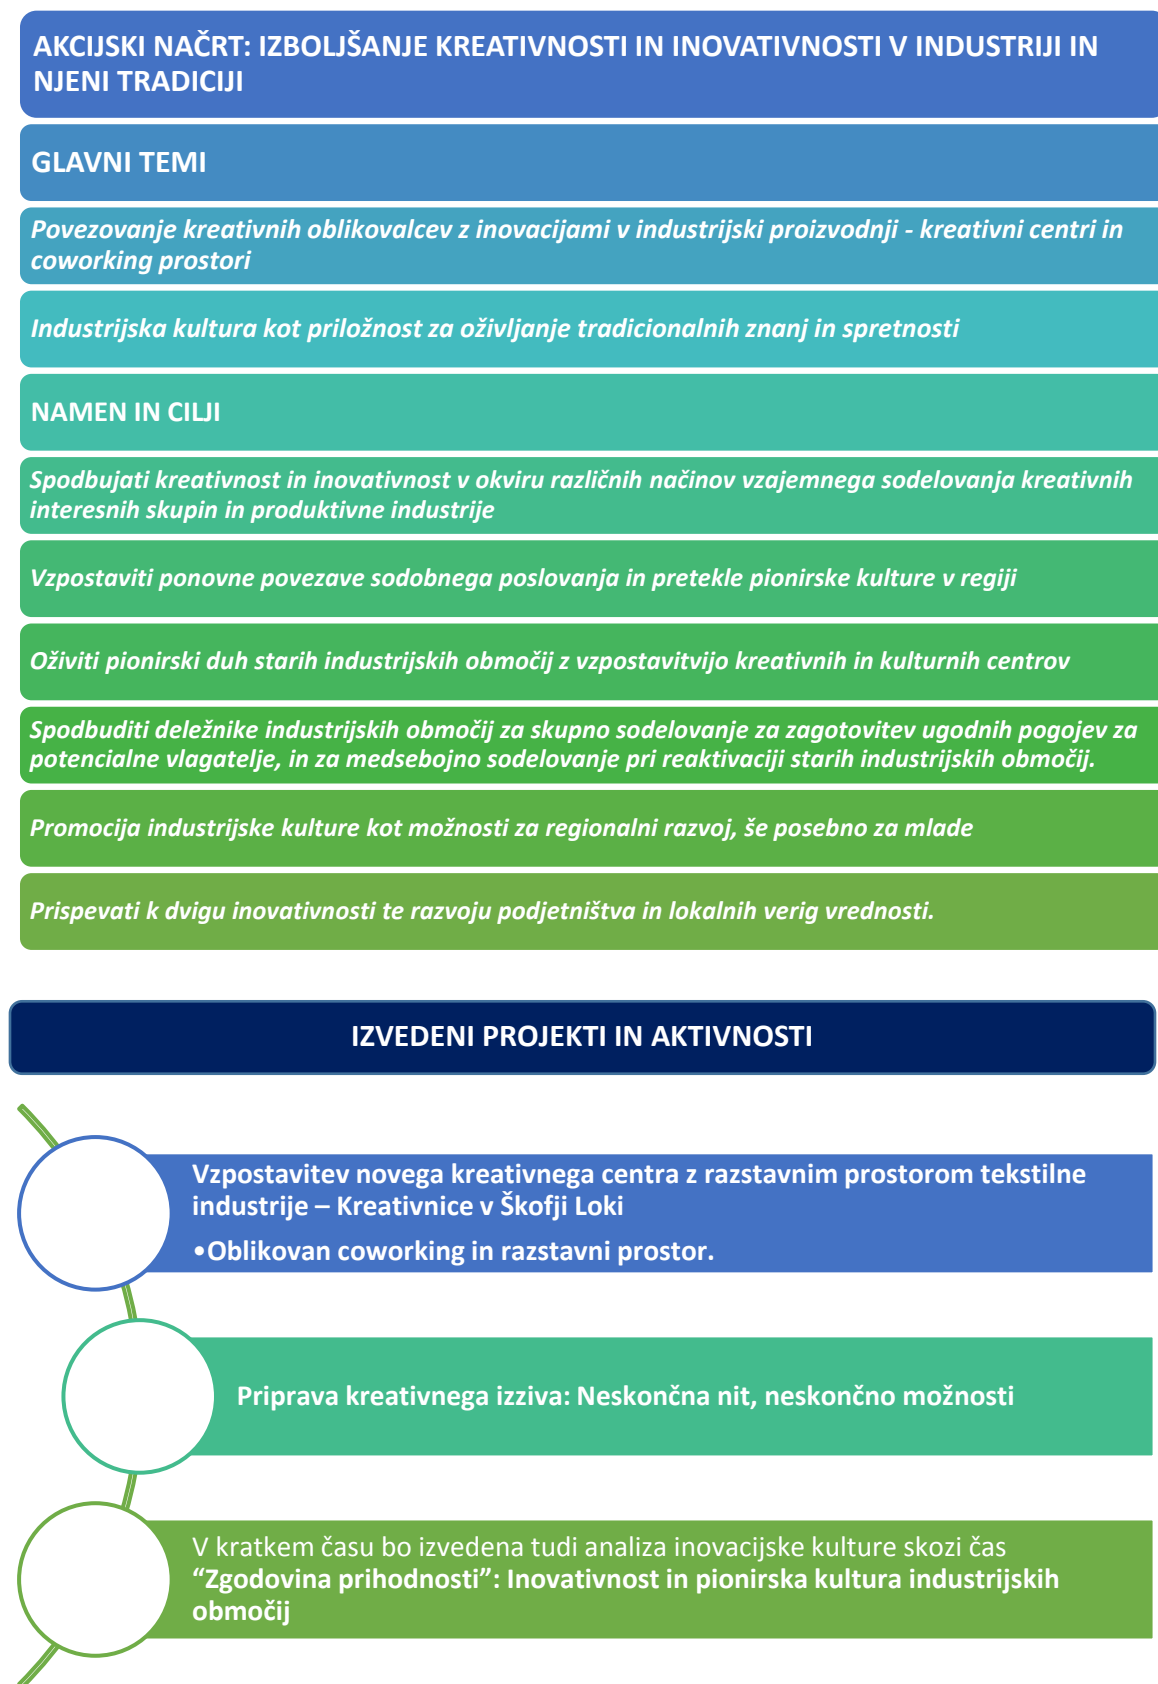 AKCIJSKI NAČRT: IZBOLJŠANJE KREATIVNOSTI IN INOVATIVNOSTI V INDUSTRIJI IN
NJENI TRADICIJI
GLAVNI TEMI
Povezovanje kreativnih oblikovalcev z inovacijami v industrijski proizvodnji - kreativni centri in
coworking prostori
Industrijska kultura kot priložnost za oživljanje tradicionalnih znanj in spretnosti
NAMEN IN CILJI
Spodbujati kreativnost in inovativnost v okviru različnih načinov vzajemnega sodelovanja kreativnih
interesnih skupin in produktivne industrije
Vzpostaviti ponovne povezave sodobnega poslovanja in pretekle pionirske kulture v regiji
Oživiti pionirski duh starih industrijskih območij z vzpostavitvijo kreativnih in kulturnih centrov
Spodbuditi deležnike industrijskih območij za skupno sodelovanje za zagotovitev ugodnih pogojev za
potencialne vlagatelje, in za medsebojno sodelovanje pri reaktivaciji starih industrijskih območij.
Promocija industrijske kulture kot možnosti za regionalni razvoj, še posebno za mlade
Prispevati k dvigu inovativnosti te razvoju podjetništva in lokalnih verig vrednosti.
IZVEDENI PROJEKTI IN AKTIVNOSTI
Vzpostavitev novega kreativnega centra z razstavnim prostorom tekstilne
industrije – Kreativnice v Škofji Loki
•Oblikovan coworking in razstavni prostor.
Priprava kreativnega izziva: Neskončna nit, neskončno možnosti
V kratkem času bo izvedena tudi analiza inovacijske kulture skozi čas
“Zgodovina prihodnosti”: Inovativnost in pionirska kultura industrijskih
območij